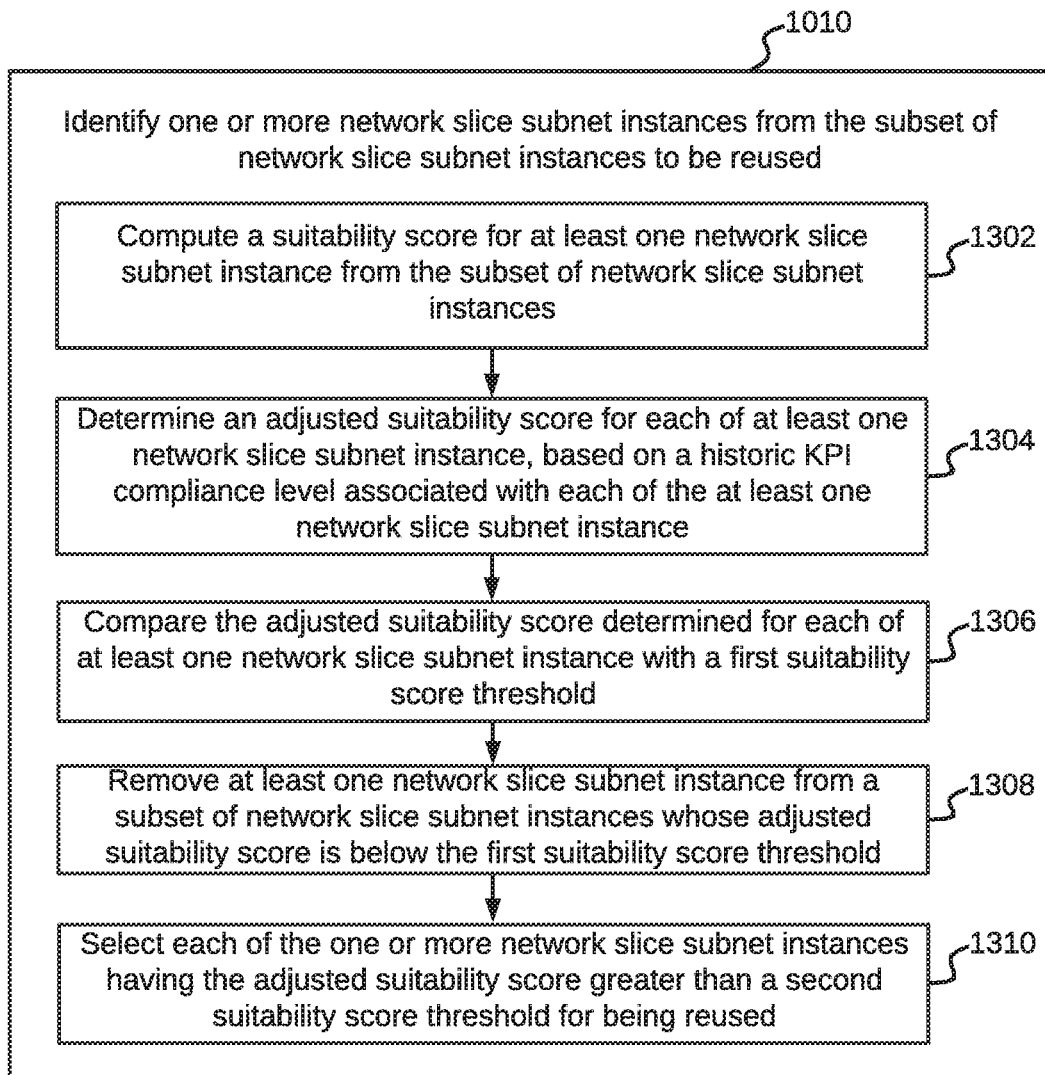 1010
Identify one or more network slice subnet instances from the subset of
network slice subnet instances to be reused
Compute a suitability score for at least one network slice
subnet instance from the subset of network slice subnet
instances
1302
Determine an adjusted suitability score for each of at least one
network slice subnet instance, based on a historic KPI
compliance level associated with each of the at least one
network slice subnet instance
1304
Compare the adjusted suitability score determined for each of
at least one network slice subnet instance with a first suitability
score threshold
1306
Remove at least one network slice subnet instance from a
subset of network slice subnet instances whose adjusted
suitability score is below the first suitability score threshold
1308
Select each of the one or more network slice subnet instances
having the adjusted suitability score greater than a second
suitability score threshold for being reused
1310